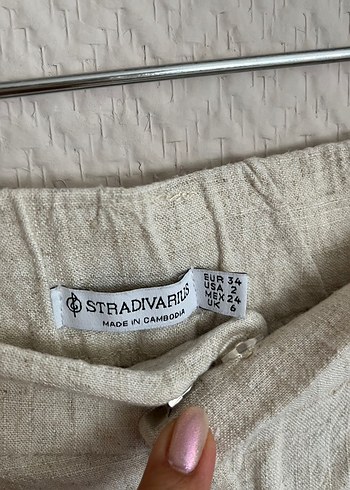 STRADIVARIUS
MADE IN CAMBODIA
EUR 34
USA 2
MEX 24
UK 6